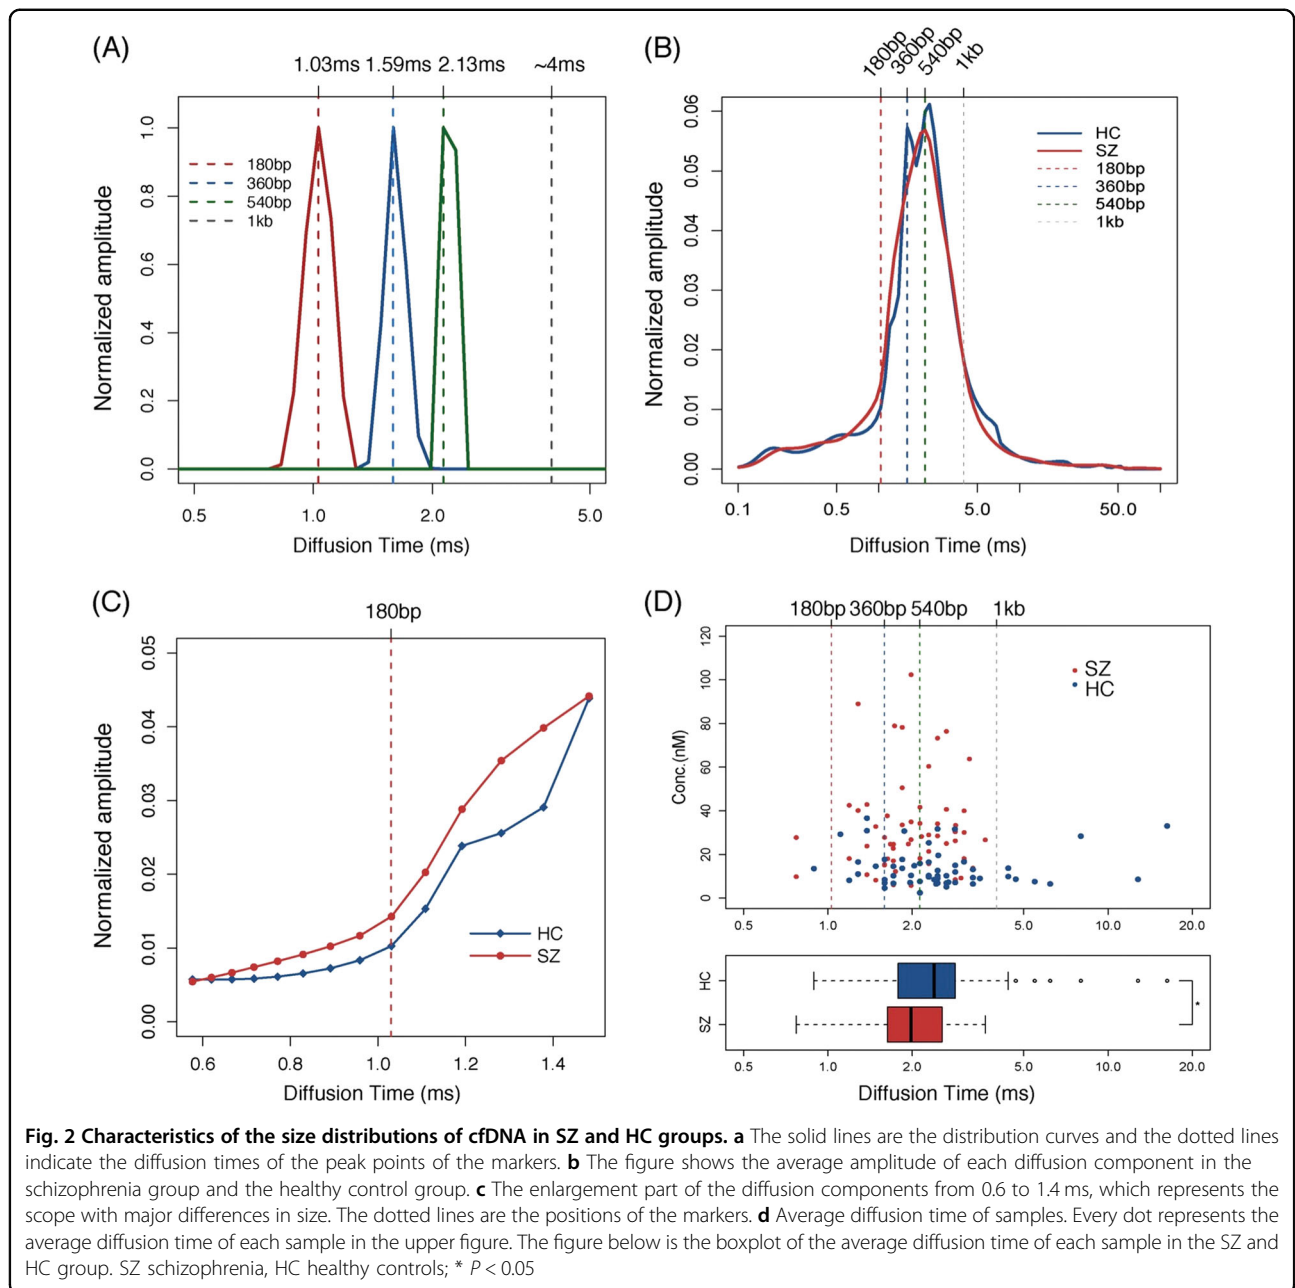 (A)
1.03ms 1.59ms 2.13ms ~4ms
180bp
360bp
540bp
1kb
Normalized amplitude
0.0 0.2 0.4 0.6 0.8 1.0
0.5 1.0 2.0 5.0
Diffusion Time (ms)
(B)
180bp 360bp 540bp 1kb
HC
SZ
180bp
360bp
540bp
1kb
Normalized amplitude
0.00 0.01 0.02 0.03 0.04 0.05 0.06
0.1 0.5 5.0 50.0
Diffusion Time (ms)
(C)
180bp
Normalized amplitude
0.00 0.01 0.02 0.03 0.04 0.05
HC
SZ
0.6 0.8 1.0 1.2 1.4
Diffusion Time (ms)
(D)
180bp 360bp 540bp 1kb
SZ
HC
Conc.(nM)
0 20 40 60 80 100 120
0.5 1.0 2.0 5.0 10.0 20.0
HC
SZ
*
0.5 1.0 2.0 5.0 10.0 20.0
Diffusion Time (ms)
Fig. 2 Characteristics of the size distributions of cfDNA in SZ and HC groups. a The solid lines are the distribution curves and the dotted lines
indicate the diffusion times of the peak points of the markers. b The figure shows the average amplitude of each diffusion component in the
schizophrenia group and the healthy control group. c The enlargement part of the diffusion components from 0.6 to 1.4 ms, which represents the
scope with major differences in size. The dotted lines are the positions of the markers. d Average diffusion time of samples. Every dot represents the
average diffusion time of each sample in the upper figure. The figure below is the boxplot of the average diffusion time of each sample in the SZ and
HC group. SZ schizophrenia, HC healthy controls; * P < 0.05